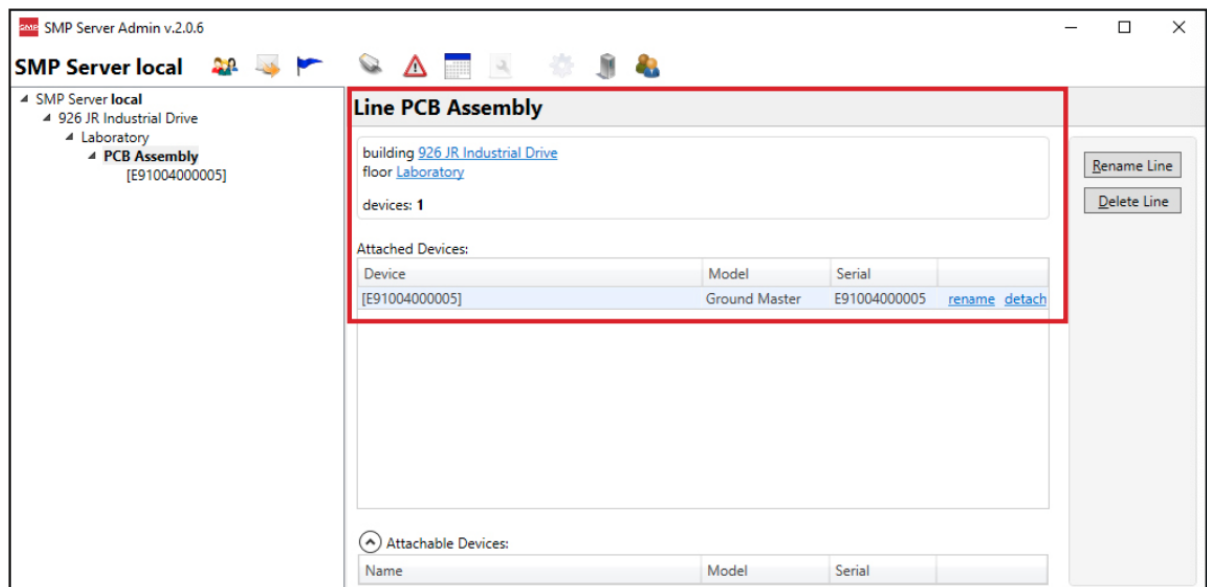 SMP SMP Server Admin v.2.0.6
SMP Server local
SMP Server local
926 JR Industrial Drive
Laboratory
PCB Assembly
[E91004000005]
Line PCB Assembly
building 926 JR Industrial Drive
floor Laboratory
devices: 1
Attached Devices:
Device Model Serial
[E91004000005] Ground Master E91004000005 rename detach
Attachable Devices:
Name Model Serial
Rename Line
Delete Line